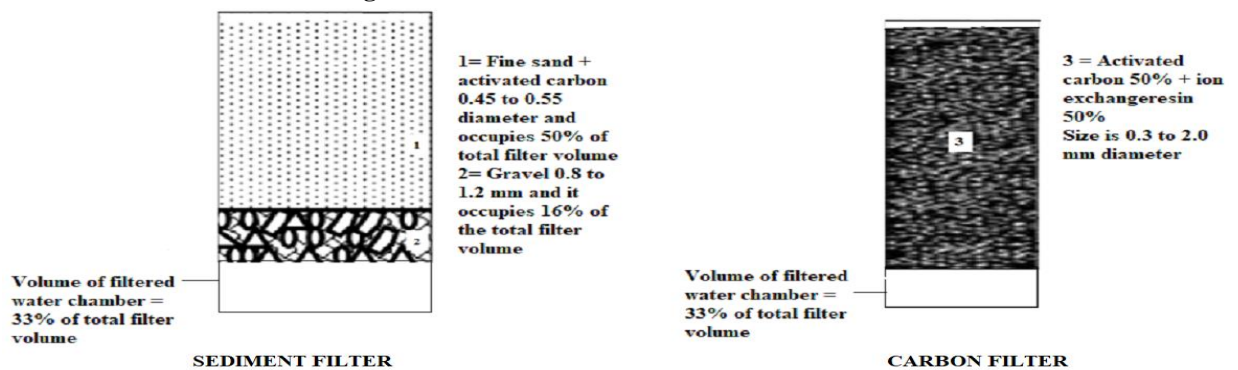 1= Fine sand +
activated carbon
0.45 to 0.55
diameter and
occupies 50% of
total filter volume
2= Gravel 0.8 to
1.2 mm and it
occupies 16% of
the total filter
volume
1
2
Volume of filtered
water chamber =
33% of total filter
volume
SEDIMENT FILTER
3 = Activated
carbon 50% + ion
exchangeresin
50%
Size is 0.3 to 2.0
mm diameter
3
Volume of filtered
water chamber =
33% of total filter
volume
CARBON FILTER